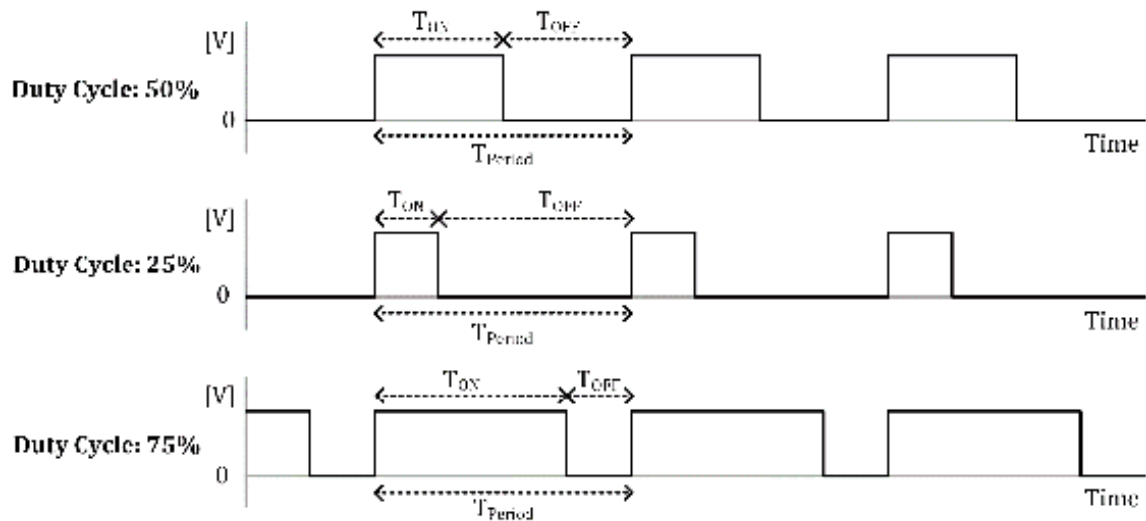 [V]
T_ON T_OFF
Duty Cycle: 50%
0
T_Period
Time
[V]
T_ON T_OFF
Duty Cycle: 25%
0
T_Period
Time
[V]
T_ON T_OFF
Duty Cycle: 75%
0
T_Period
Time